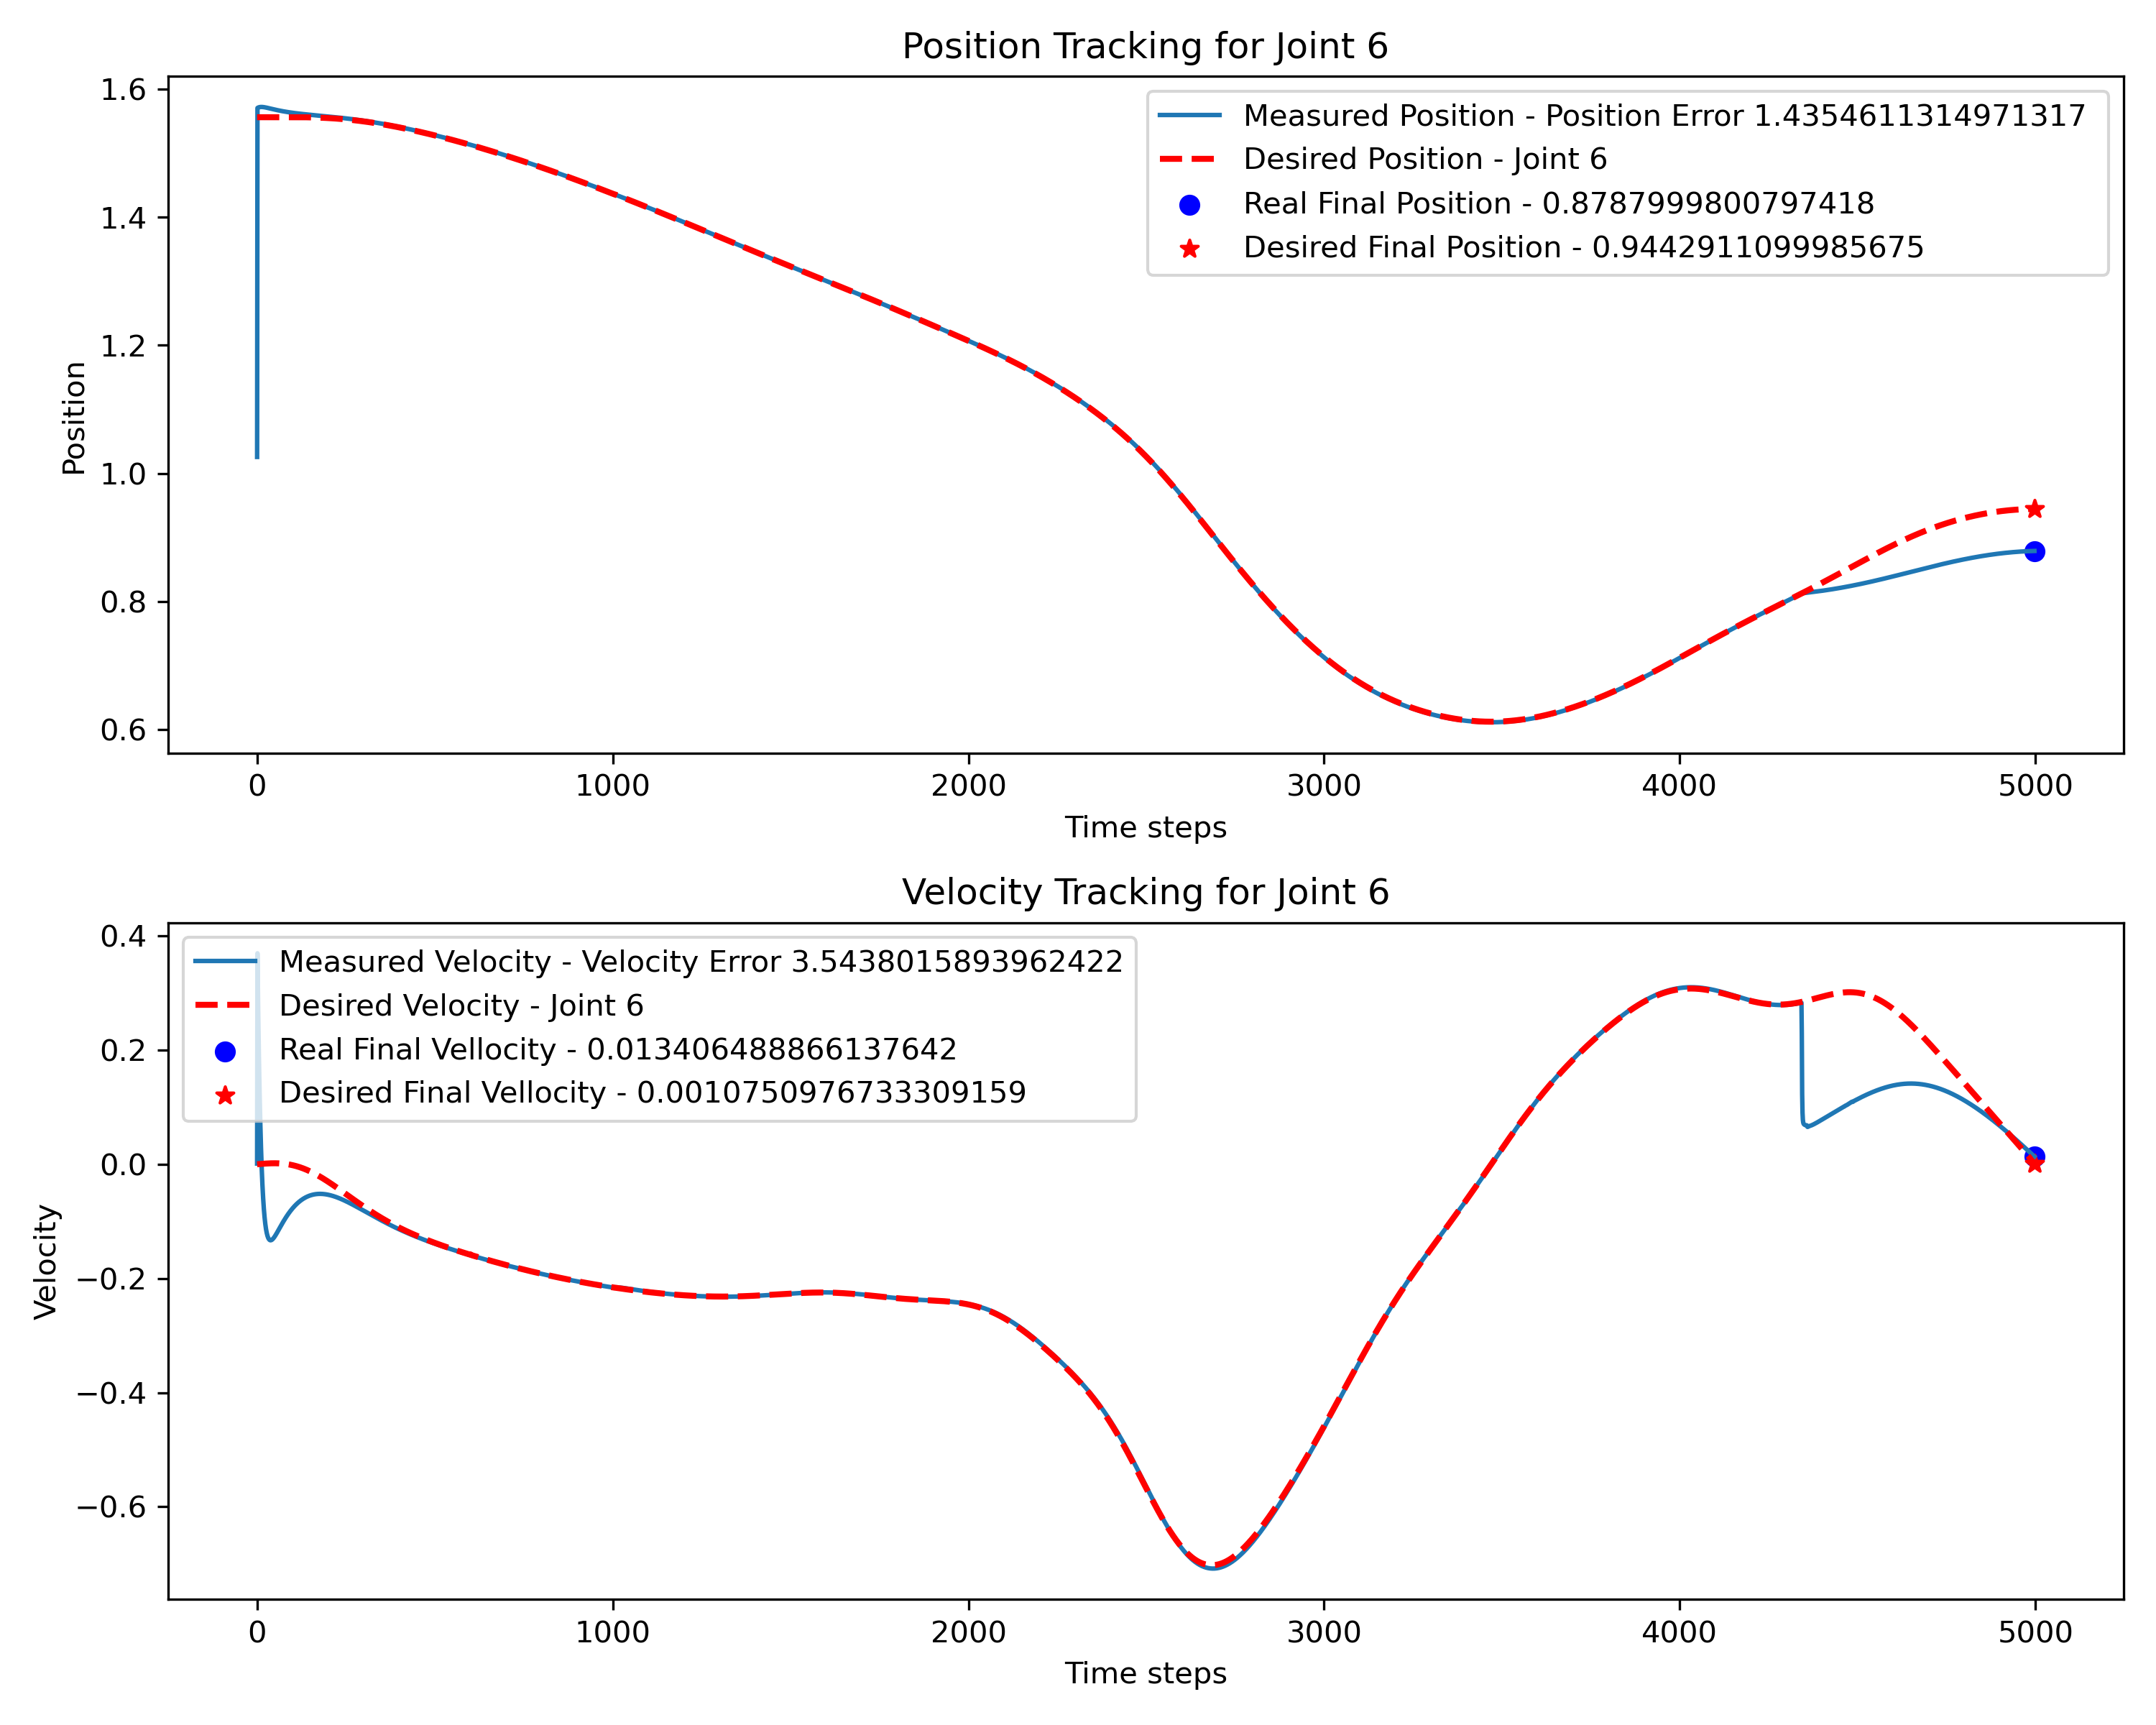 Position Tracking for Joint 6
1.6
1.4
1.2
1.0
0.8
0.6
Position
Measured Position - Position Error 1.4354611314971317
Desired Position - Joint 6
Real Final Position - 0.8787999800797418
Desired Final Position - 0.9442911099985675
0 1000 2000 3000 4000 5000
Time steps
Velocity Tracking for Joint 6
0.4
0.2
0.0
−0.2
−0.4
−0.6
Velocity
Measured Velocity - Velocity Error 3.5438015893962422
Desired Velocity - Joint 6
Real Final Vellocity - 0.013406488866137642
Desired Final Vellocity - 0.0010750976733309159
0 1000 2000 3000 4000 5000
Time steps